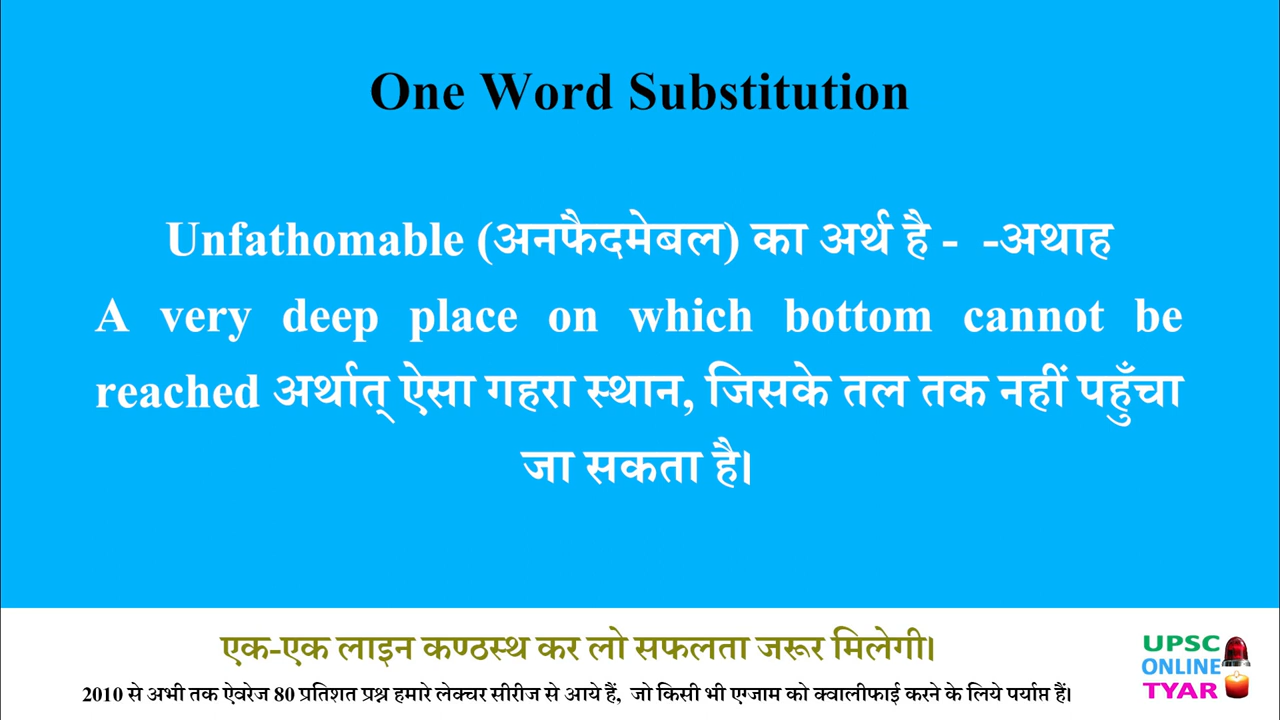 One Word Substitution
Unfathomable (अनफैदमेबल) का अर्थ है - -अथाह
A very deep place on which bottom cannot be
reached अर्थात् ऐसा गहरा स्थान, जिसके तल तक नहीं पहुँचा
जा सकता है।
एक-एक लाइन कण्ठस्थ कर लो सफलता जरूर मिलेगी।
2010 से अभी तक ऐवरेज 80 प्रतिशत प्रश्न हमारे लेक्चर सीरीज से आये हैं, जो किसी भी एग्जाम को क्वालीफाई करने के लिये पर्याप्त हैं।
UPSC
ONLINE
TYAR